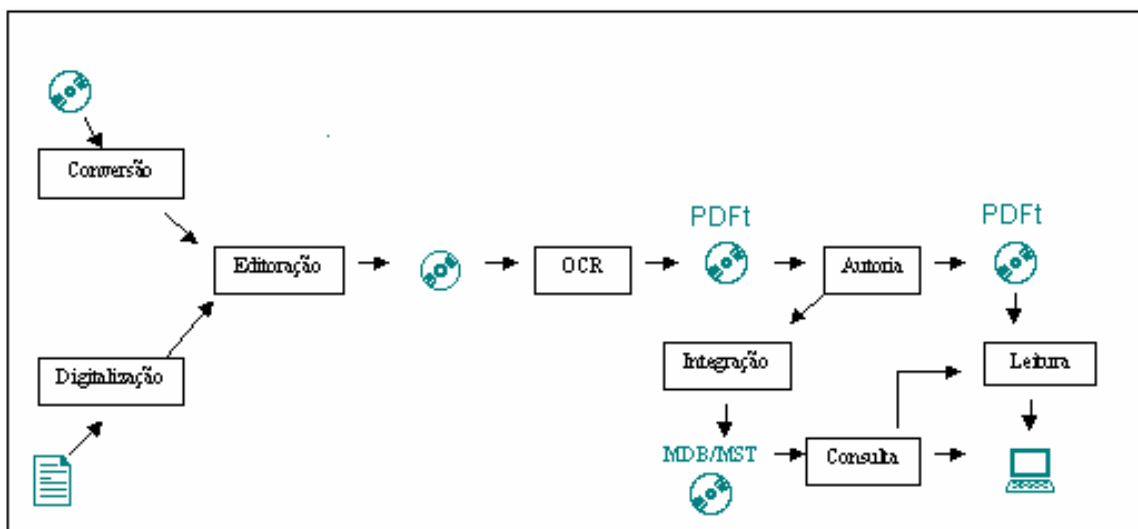 Conversão
PDFt
PDFt
Editoração
OCR
Autoria
Digitalização
Integração
Leitura
MDB/MST
Consulta